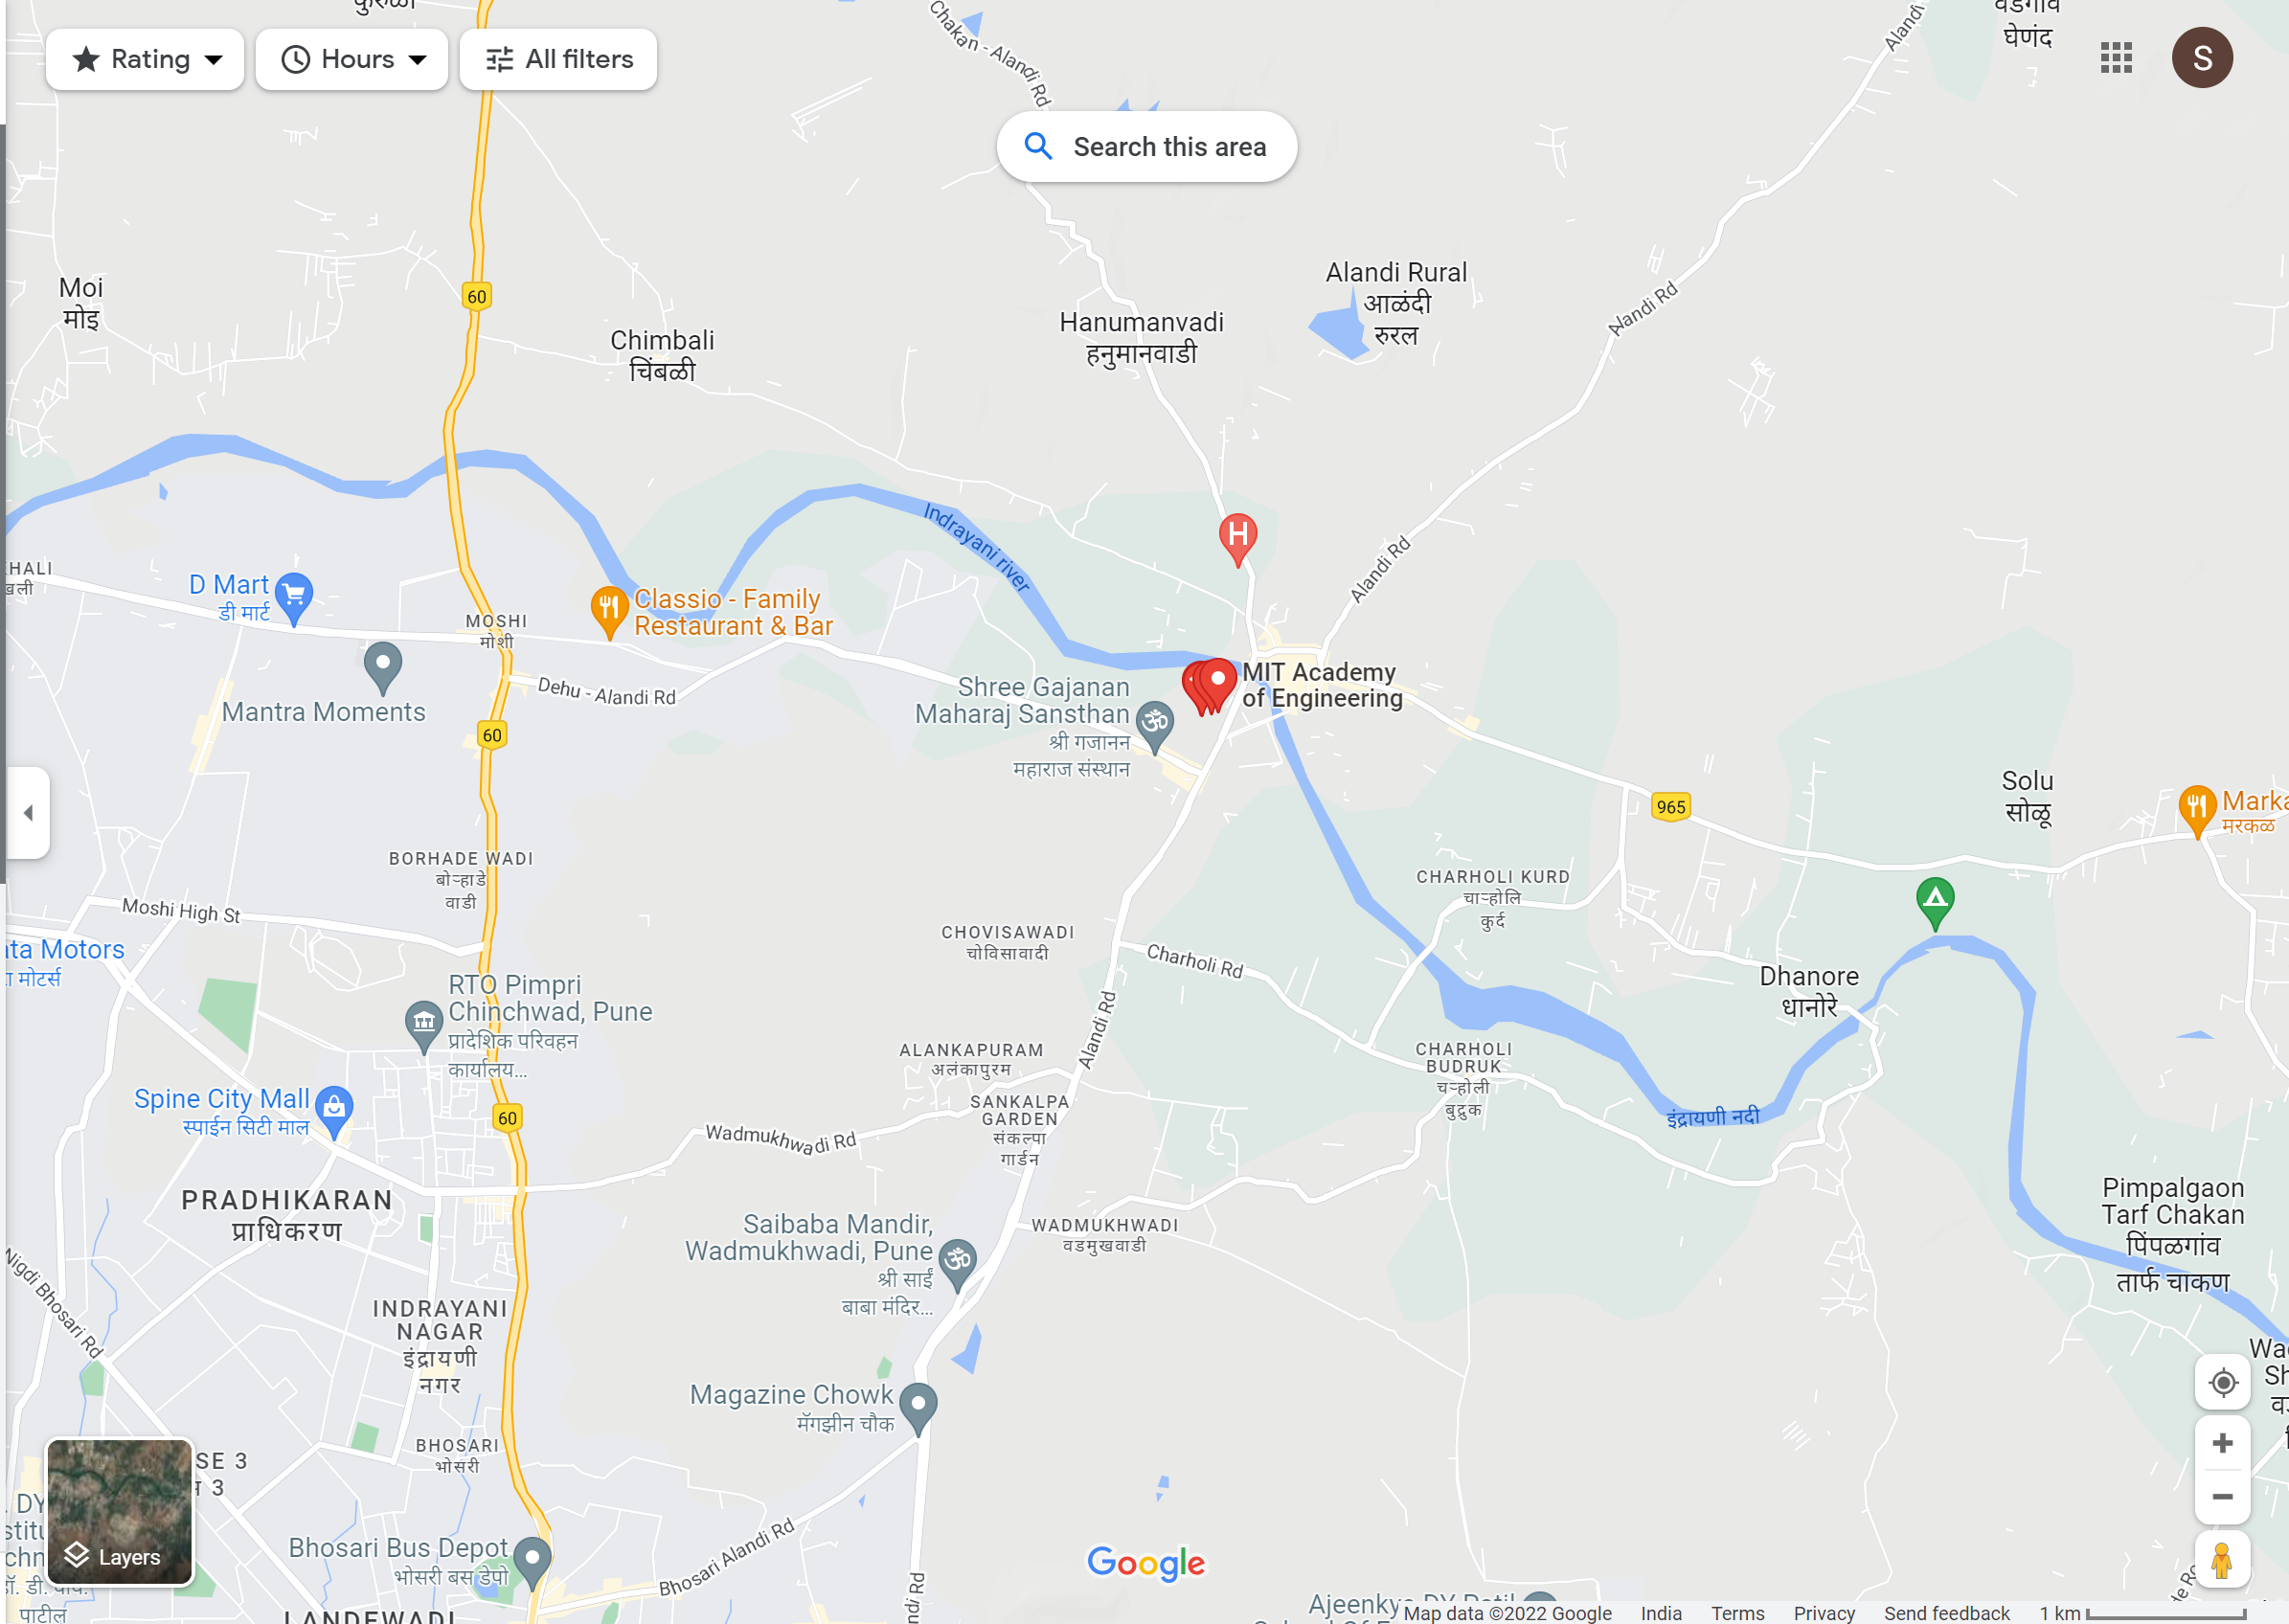 कुरुळी
Rating
Hours
All filters
Chakan - Alandi Rd
Alandi
वडगाव
घेणंद
S
Search this area
60
Moi
मोइ
Chimbali
चिंबळी
Hanumanvadi
हनुमानवाडी
Alandi Rural
आळंदी
रुरल
Alandi Rd
Indrayani river
H
Alandi Rd
HALI
खली
D Mart
डी मार्ट
Classio - Family
Restaurant & Bar
MOSHI
मोशी
Mantra Moments
Dehu - Alandi Rd
60
Shree Gajanan
Maharaj Sansthan
श्री गजानन
महाराज संस्थान
MIT Academy
of Engineering
965
Solu
सोळू
मरकळ
BORHADE WADI
बोऱ्हाडे
वाडी
Moshi High St
CHOVISAWADI
चोविसावादी
Charholi Rd
CHARHOLI KURD
चाऱ्होलि
कुर्द
ata Motors
ा मोटर्स
Dhanore
धानोरे
RTO Pimpri
Chinchwad, Pune
प्रादेशिक परिवहन
कार्यालय...
Alandi Rd
ALANKAPURAM
अलंकापुरम
CHARHOLI
BUDRUK
चऱ्होली
बुद्रुक
Spine City Mall
स्पाईन सिटी माल
60
SANKALPA
GARDEN
संकल्पा
गार्डन
Wadmukhwadi Rd
इंद्रायणी नदी
PRADHIKARAN
प्राधिकरण
Pimpalgaon
Tarf Chakan
पिंपळगांव
तार्फ चाकण
Saibaba Mandir,
Wadmukhwadi, Pune
श्री साईं
बाबा मंदिर...
WADMUKHWADI
वडमुखवाडी
Nigdi Bhosari Rd
INDRAYANI
NAGAR
इंद्रायणी
नगर
Magazine Chowk
मॅगझीन चौक
BHOSARI
भोसरी
SE 3
3
Layers
Bhosari Bus Depot
भोसरी बस डेपो
Bhosari Alandi Rd
पाटील
LANDEWADI
Google
Ajeenkya DY Patil
Map data ©2022 Google India Terms Privacy Send feedback 1 km